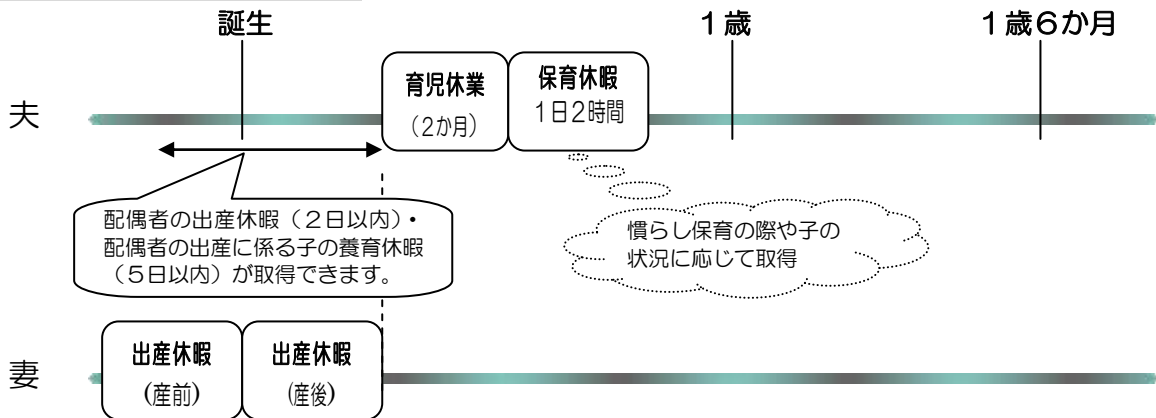 誕生
1歳
1歳6か月
夫
育児休業
(2か月)
保育休暇
1日2時間
配偶者の出産休暇(2日以内)・
配偶者の出産に係る子の養育休暇
(5日以内)が取得できます。
慣らし保育の際や子の
状況に応じて取得
妻
出産休暇
(産前)
出産休暇
(産後)